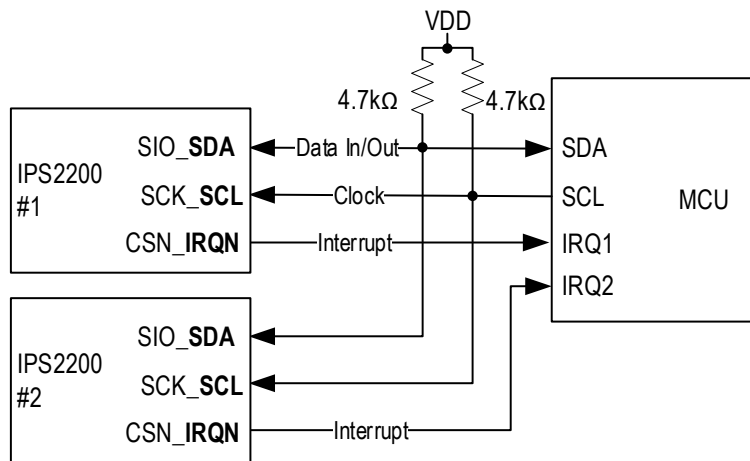 VDD
4.7kΩ 4.7kΩ
IPS2200
#1
SIO_SDA
SCK_SCL
CSN_IRQN
Data In/Out
Clock
Interrupt
SDA
SCL
IRQ1
IRQ2
MCU
IPS2200
#2
SIO_SDA
SCK_SCL
CSN_IRQN
Interrupt